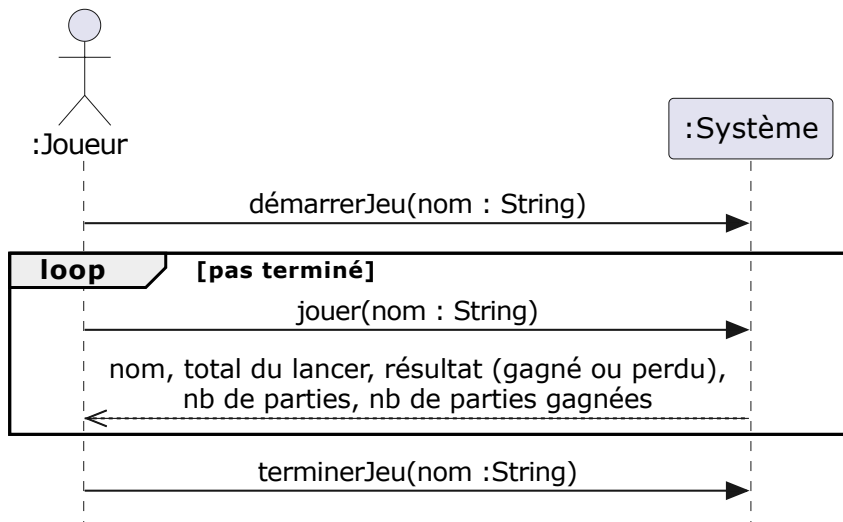 :Joueur
:Système
démarrerJeu(nom : String)
loop
[pas terminé]
jouer(nom : String)
nom, total du lancer, résultat (gagné ou perdu),
nb de parties, nb de parties gagnées
terminerJeu(nom :String)